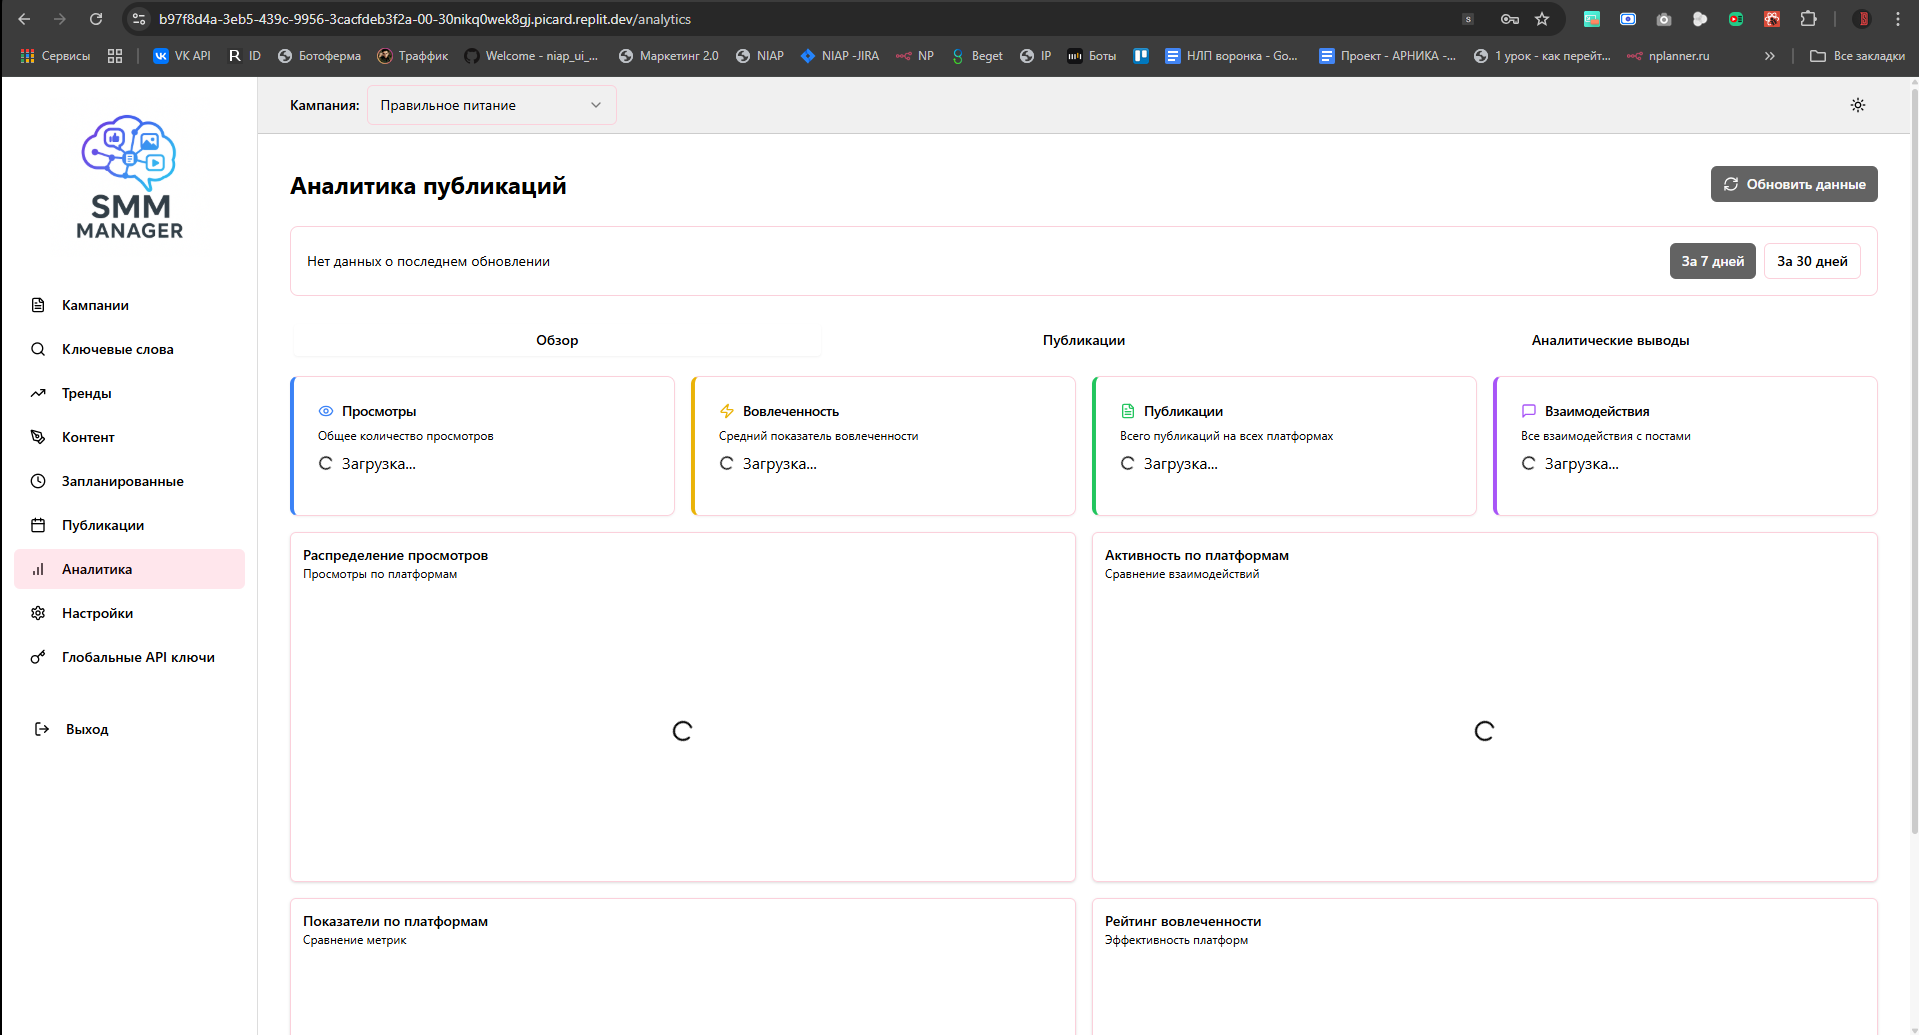 b97f8d4a-3eb5-439c-9956-3cacfdeb3f2a-00-30nikq0wek8gj.picard.replit.dev/analytics
Сервисы VK API ID Ботоферма Траффик Welcome - niap_ui_... Маркетинг 2.0 NIAP NIAP -JIRA NP Beget IP Боты НЛП воронка - Go... Проект - АРНИКА -... 1 урок - как перейт... nplanner.ru » Все закладки
SMM
MANAGER
Кампании
Ключевые слова
Тренды
Контент
Запланированные
Публикации
Аналитика
Настройки
Глобальные API ключи
Выход
Кампания: Правильное питание
Аналитика публикаций
Обновить данные
Нет данных о последнем обновлении
За 7 дней За 30 дней
Обзор Публикации Аналитические выводы
Просмотры
Общее количество просмотров
Загрузка...
Вовлеченность
Средний показатель вовлеченности
Загрузка...
Публикации
Всего публикаций на всех платформах
Загрузка...
Взаимодействия
Все взаимодействия с постами
Загрузка...
Распределение просмотров
Просмотры по платформам
Активность по платформам
Сравнение взаимодействий
Показатели по платформам
Сравнение метрик
Рейтинг вовлеченности
Эффективность платформ